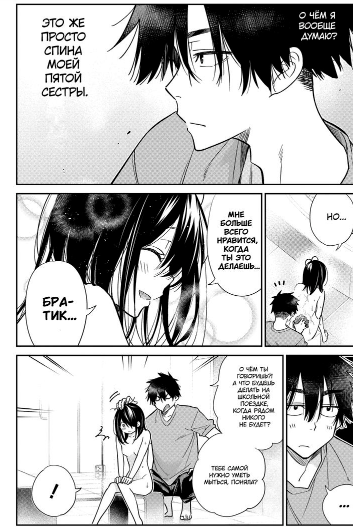 О ЧЁМ Я
ВООБЩЕ
ДУМАЮ?
ЭТО ЖЕ
ПРОСТО
СПИНА
МОЕЙ
ПЯТОЙ
СЕСТРЫ.
НО...
МНЕ
БОЛЬШЕ
ВСЕГО
НРАВИТСЯ,
КОГДА
ТЫ ЭТО
ДЕЛАЕШЬ...
БРА-
ТИК...
...
О ЧЁМ ТЫ
ГОВОРИШЬ?!
А ЧТО БУДЕШЬ
ДЕЛАТЬ НА
ШКОЛЬНОЙ
ПОЕЗДКЕ,
КОГДА РЯДОМ
НИКОГО
НЕ БУДЕТ?
ТЕБЕ САМОЙ
НУЖНО УМЕТЬ
МЫТЬСЯ, ПОНЯЛА?
!